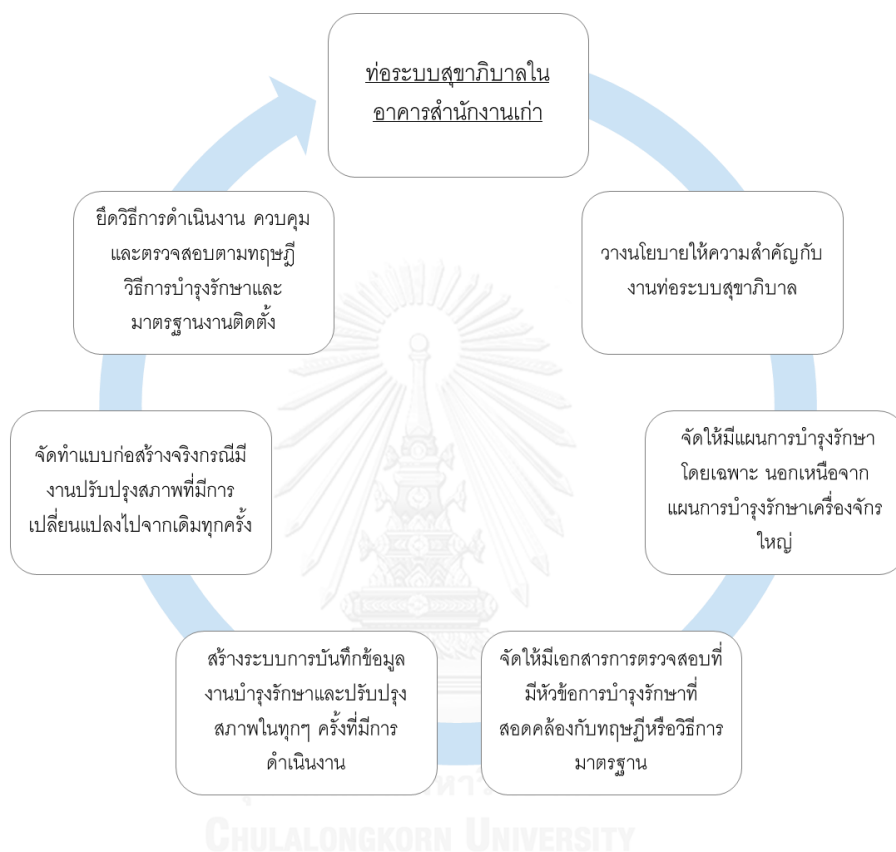 ท่อระบบสุขาภิบาลใน
อาคารสำนักงานเก่า
วางนโยบายให้ความสำคัญกับ
งานท่อระบบสุขาภิบาล
จัดให้มีแผนการบำรุงรักษา
โดยเฉพาะ นอกเหนือจาก
แผนการบำรุงรักษาเครื่องจักร
ใหญ่
จัดให้มีเอกสารการตรวจสอบที่
มีหัวข้อการบำรุงรักษาที่
สอดคล้องกับทฤษฎีหรือวิธีการ
มาตรฐาน
สร้างระบบการบันทึกข้อมูล
งานบำรุงรักษาและปรับปรุง
สภาพในทุกๆ ครั้งที่มีการ
ดำเนินงาน
จัดทำแบบก่อสร้างจริงกรณีมี
งานปรับปรุงสภาพที่มีการ
เปลี่ยนแปลงไปจากเดิมทุกครั้ง
ยึดวิธีการดำเนินงาน ควบคุม
และตรวจสอบตามทฤษฎี
วิธีการบำรุงรักษาและ
มาตรฐานงานติดตั้ง
CHULALONGKORN UNIVERSITY